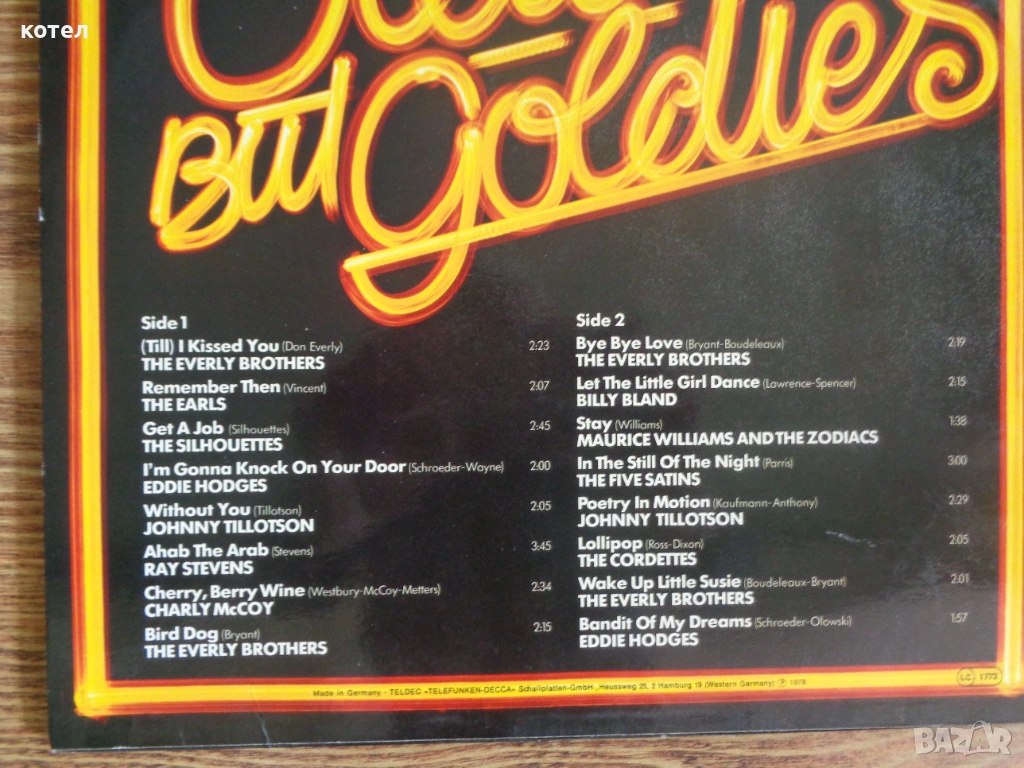 котел
But Goldies
Side 1
(Till) I Kissed You (Don Everly) 2:23
THE EVERLY BROTHERS
Remember Then (Vincent) 2:07
THE EARLS
Get A Job (Silhouettes) 2:45
THE SILHOUETTES
I'm Gonna Knock On Your Door (Schroeder-Wayne) 2:00
EDDIE HODGES
Without You (Tillotson) 2:05
JOHNNY TILLOTSON
Ahab The Arab (Stevens) 3:45
RAY STEVENS
Cherry, Berry Wine (Westbury-McCoy-Metters) 2:34
CHARLY McCOY
Bird Dog (Bryant) 2:15
THE EVERLY BROTHERS
Side 2
Bye Bye Love (Bryant-Boudeleaux) 2:19
THE EVERLY BROTHERS
Let The Little Girl Dance (Lawrence-Spencer) 2:15
BILLY BLAND
Stay (Williams) 1:38
MAURICE WILLIAMS AND THE ZODIACS
In The Still Of The Night (Parris) 3:00
THE FIVE SATINS
Poetry In Motion (Kaufmann-Anthony) 2:29
JOHNNY TILLOTSON
Lollipop (Ross-Dixon) 2:05
THE CORDETTES
Wake Up Little Susie (Boudeleaux-Bryant) 2:01
THE EVERLY BROTHERS
Bandit Of My Dreams (Schroeder-Olowski) 1:57
EDDIE HODGES
Made in Germany - TELDEC »TELEFUNKEN-DECCA« Schallplatten-GmbH., Heussweg 25, 2 Hamburg 19 (Western Germany) Ⓟ 1979 LC 1773
BAZAR